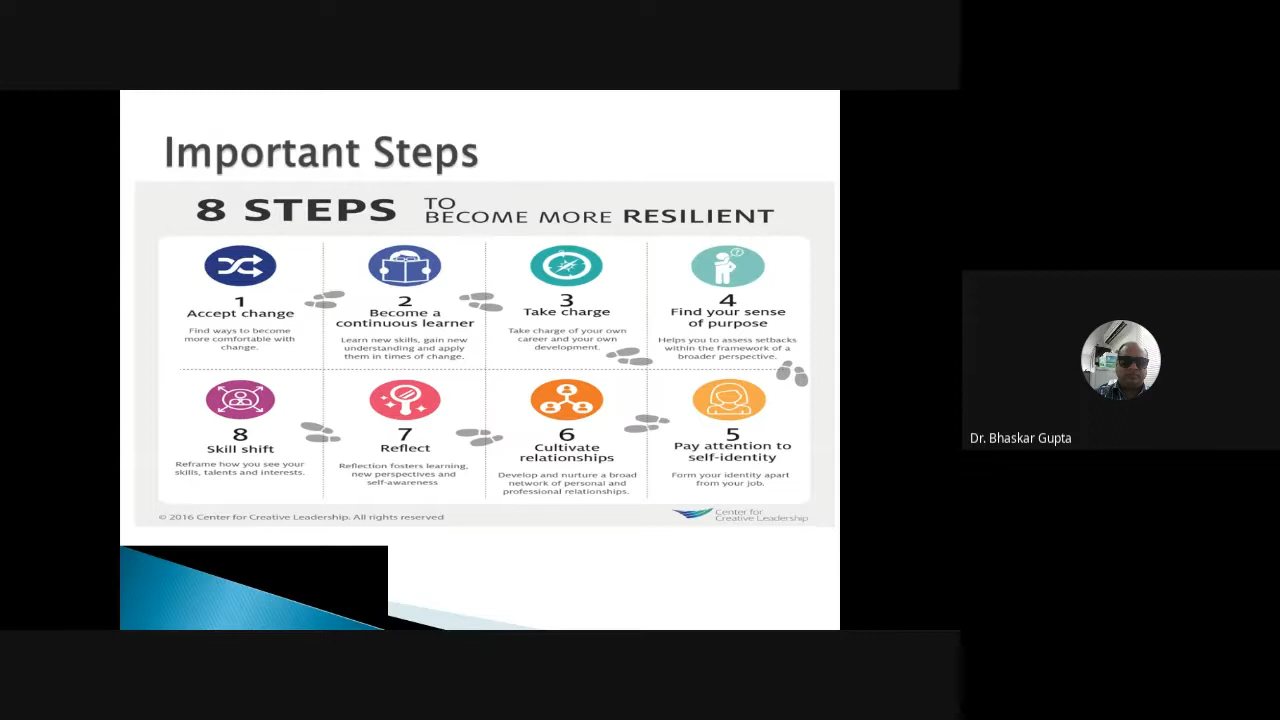 Important Steps
8 STEPS TO BECOME MORE RESILIENT
1
Accept change
Find ways to become
more comfortable with
change.
2
Become a
continuous learner
Learn new skills, gain new
understanding and apply
them in times of change.
3
Take charge
Take charge of your own
career and your own
development.
4
Find your sense
of purpose
Helps you to assess setbacks
within the framework of a
broader perspective.
8
Skill shift
Reframe how you see your
skills, talents and interests.
7
Reflect
Reflection fosters learning,
new perspectives and
self-awareness
6
Cultivate
relationships
Develop and nurture a broad
network of personal and
professional relationships.
5
Pay attention to
self-identity
Form your identity apart
from your job.
© 2016 Center for Creative Leadership. All rights reserved
Center for
Creative Leadership
Dr. Bhaskar Gupta